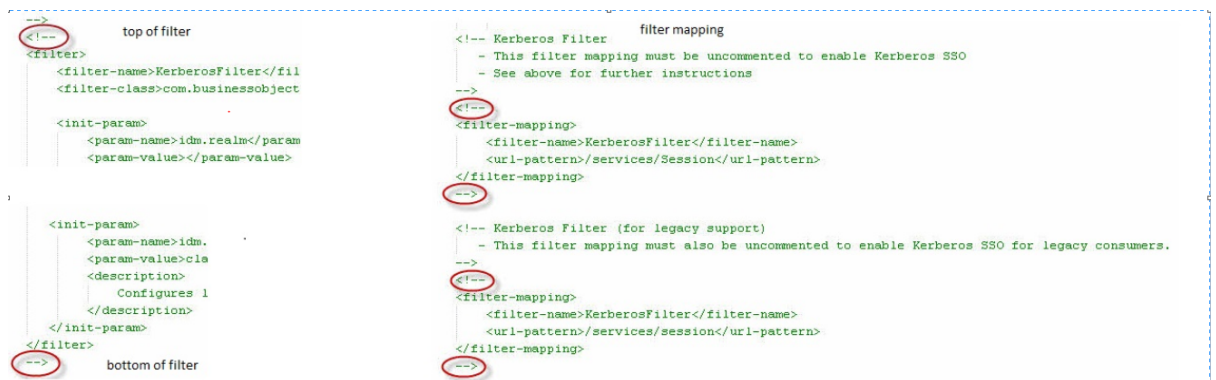 -->
<!--
top of filter
<filter>
<filter-name>KerberosFilter</fil
<filter-class>com.businessobject
<init-param>
<param-name>idm.realm</param
<param-value></param-value>
<init-param>
<param-name>idm.
<param-value>cla
<description>
Configures l
</description>
</init-param>
</filter>
-->
bottom of filter
filter mapping
<!-- Kerberos Filter
- This filter mapping must be uncommented to enable Kerberos SSO
- See above for further instructions
-->
<!--
<filter-mapping>
<filter-name>KerberosFilter</filter-name>
<url-pattern>/services/Session</url-pattern>
</filter-mapping>
-->
<!-- Kerberos Filter (for legacy support)
- This filter mapping must also be uncommented to enable Kerberos SSO for legacy consumers.
-->
<!--
<filter-mapping>
<filter-name>KerberosFilter</filter-name>
<url-pattern>/services/session</url-pattern>
</filter-mapping>
-->